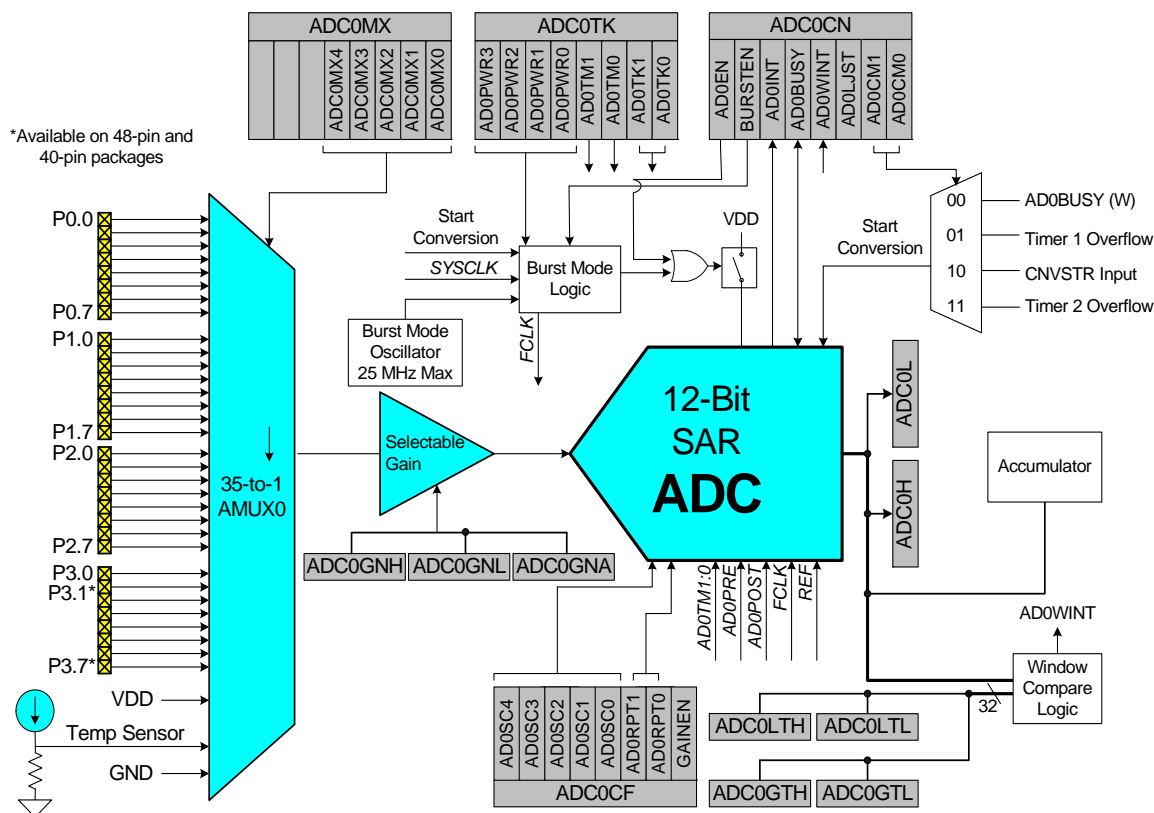 ADC0MX
ADC0MX4
ADC0MX3
ADC0MX2
ADC0MX1
ADC0MX0
ADC0TK
AD0PWR3
AD0PWR2
AD0PWR1
AD0PWR0
AD0TM1
AD0TM0
AD0TK1
AD0TK0
ADC0CN
AD0EN
BURSTEN
AD0INT
AD0BUSY
AD0WINT
AD0LJST
AD0CM1
AD0CM0
*Available on 48-pin and
40-pin packages
P0.0
P0.7
P1.0
P1.7
P2.0
P2.7
P3.0
P3.1*
P3.7*
VDD
Temp Sensor
GND
35-to-1
AMUX0
Start
Conversion
SYSCLK
Burst Mode
Logic
Burst Mode
Oscillator
25 MHz Max
FCLK
VDD
Start
Conversion
00
01
10
11
AD0BUSY (W)
Timer 1 Overflow
CNVSTR Input
Timer 2 Overflow
Selectable
Gain
ADC0GNH
ADC0GNL
ADC0GNA
12-Bit
SAR
ADC
ADC0L
ADC0H
Accumulator
AD0TM1:0
AD0PRE
AD0POST
FCLK
REF
AD0WINT
Window
Compare
Logic
32
AD0SC4
AD0SC3
AD0SC2
AD0SC1
AD0SC0
AD0RPT1
AD0RPT0
GAINEN
ADC0CF
ADC0LTH
ADC0LTL
ADC0GTH
ADC0GTL